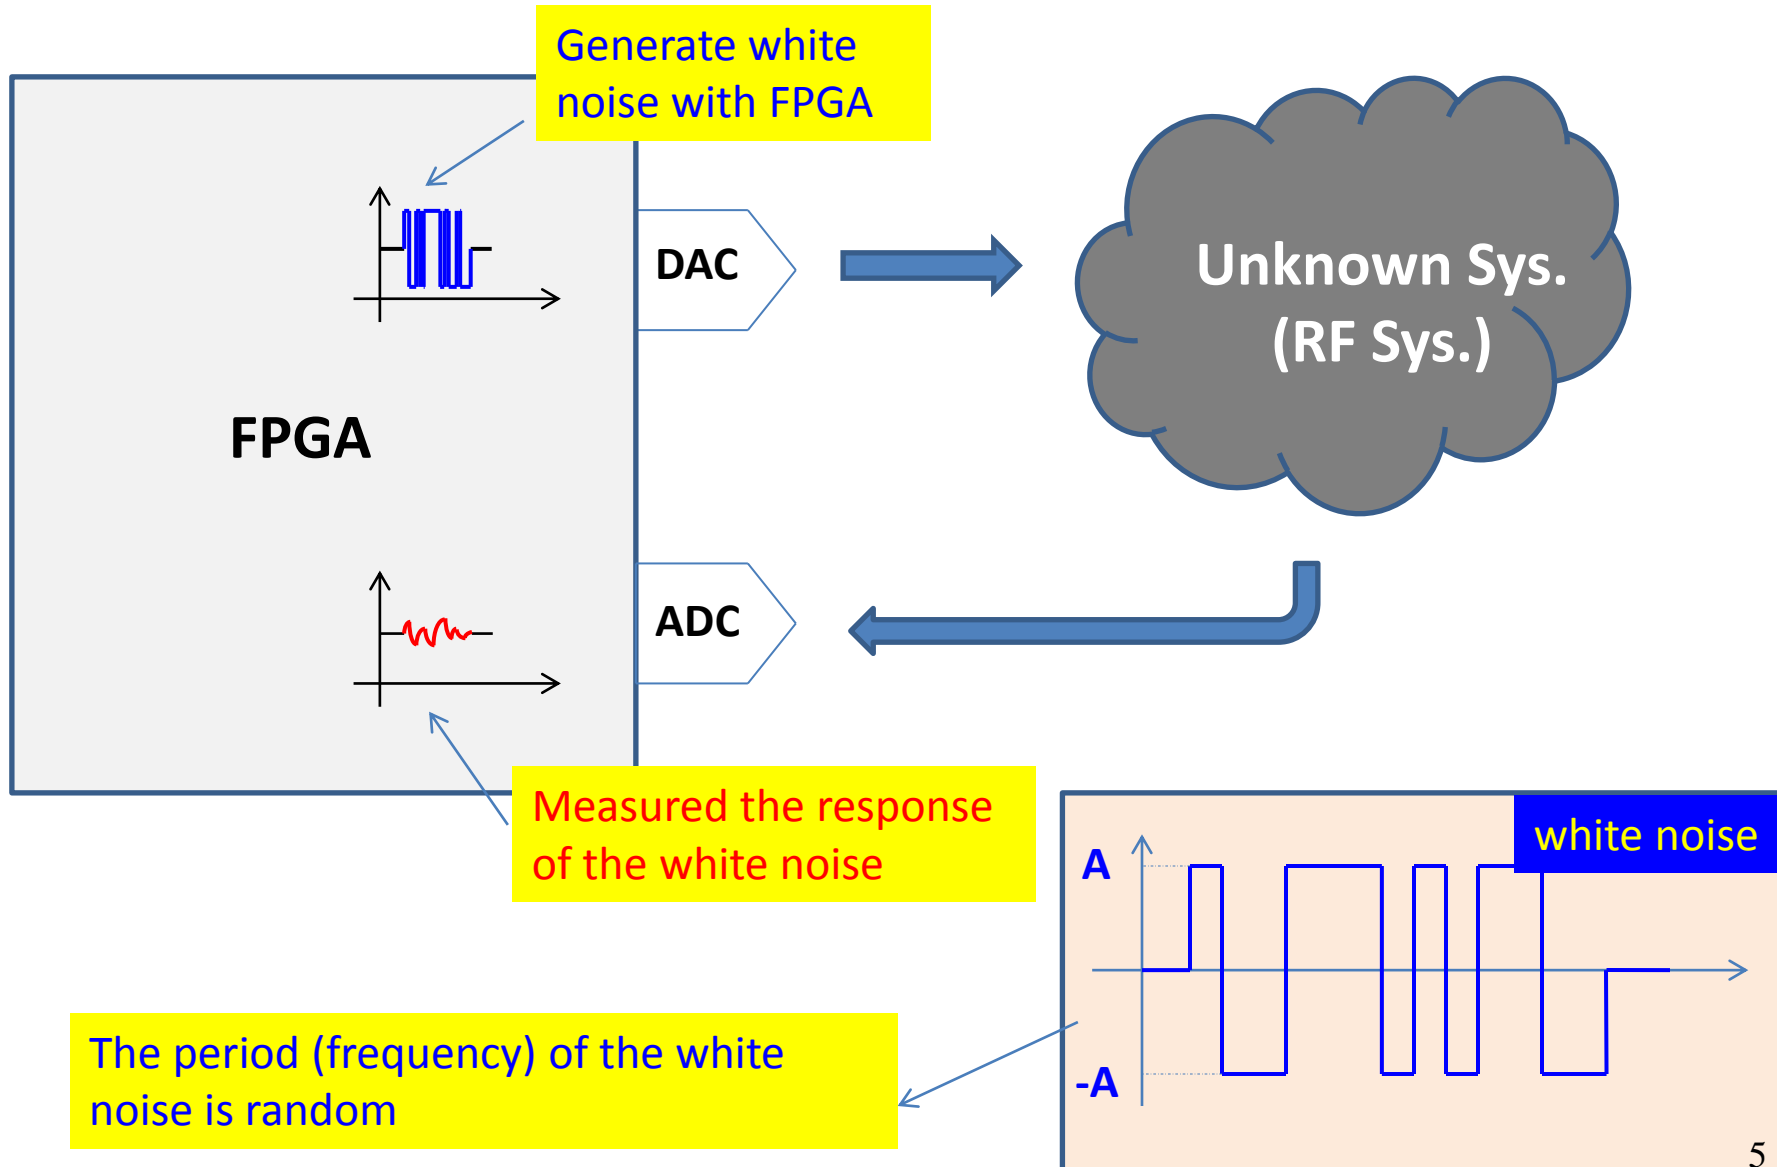 Generate white
noise with FPGA
DAC
Unknown Sys.
(RF Sys.)
FPGA
ADC
Measured the response
of the white noise
white noise
A
-A
The period (frequency) of the white
noise is random
5